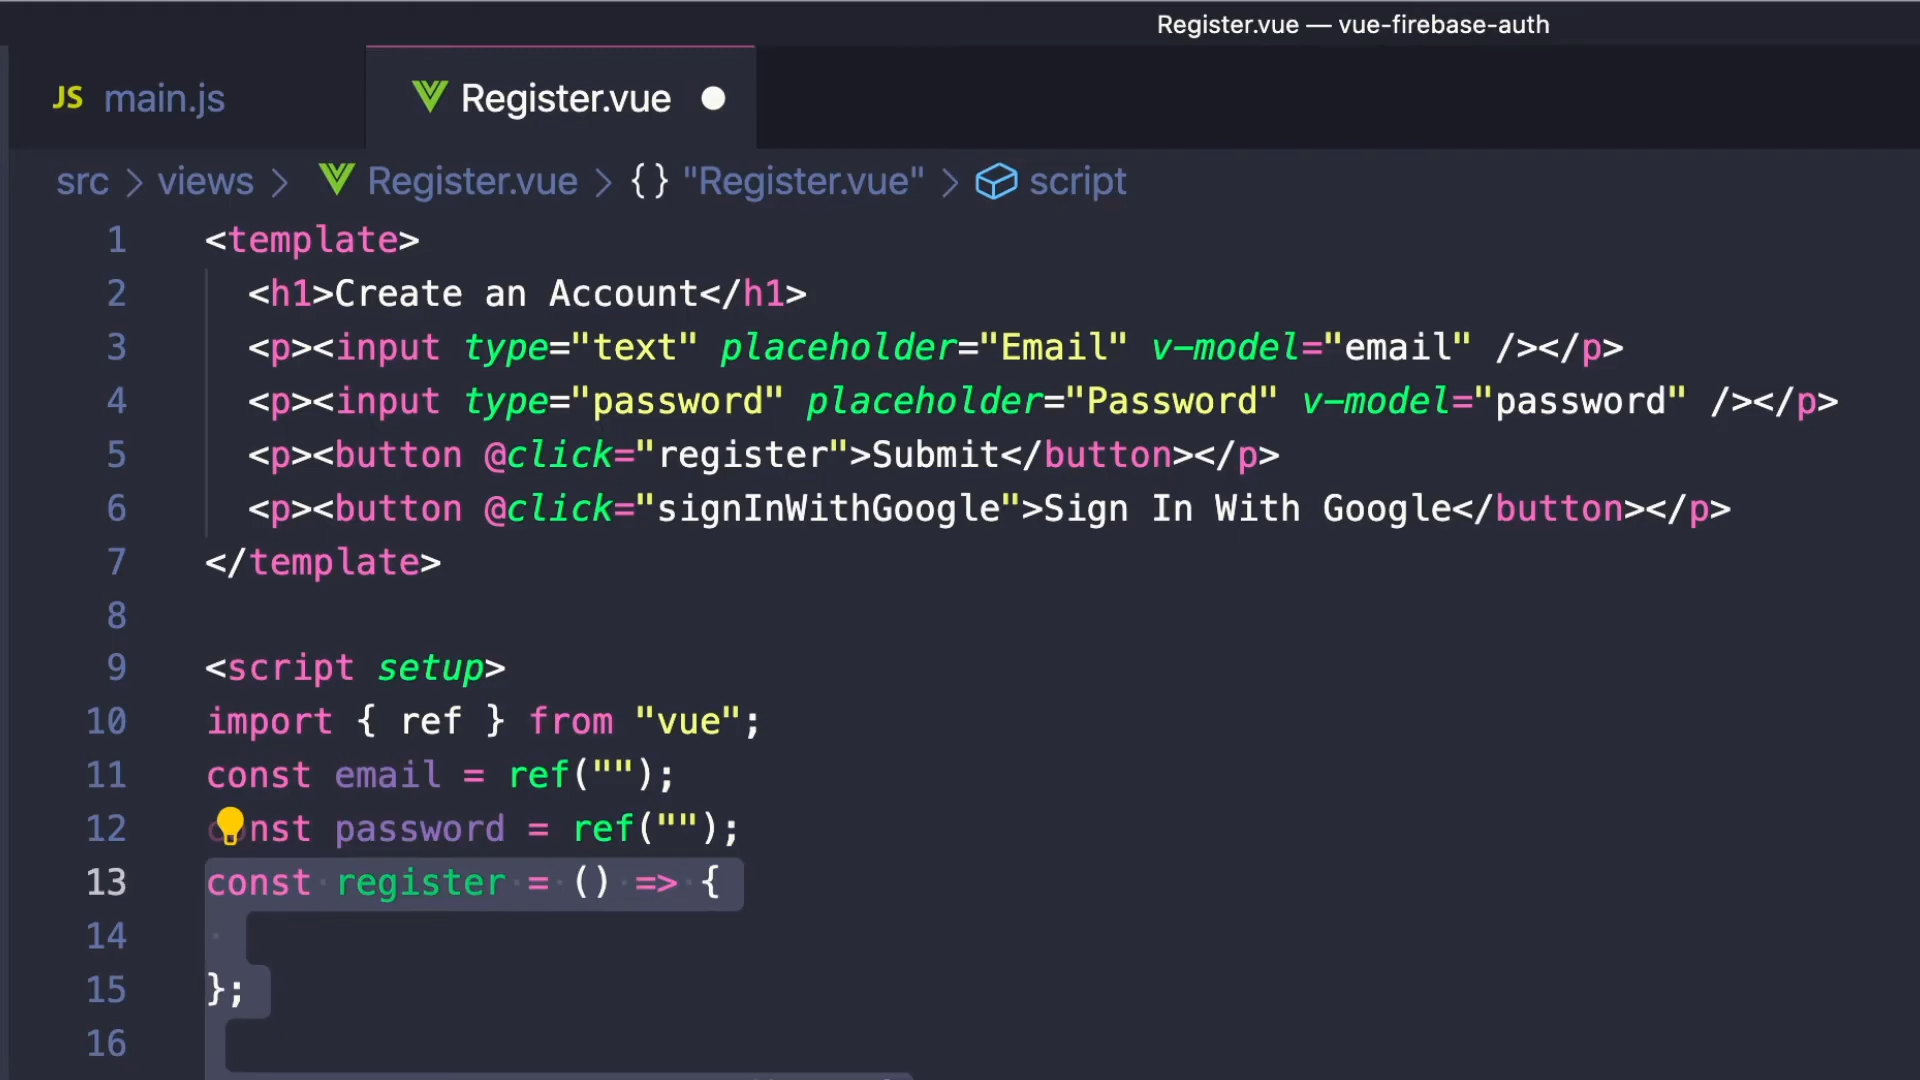 Register.vue — vue-firebase-auth
JS main.js Register.vue
src > views > Register.vue > {} "Register.vue" > script
1 <template>
2 <h1>Create an Account</h1>
3 <p><input type="text" placeholder="Email" v-model="email" /></p>
4 <p><input type="password" placeholder="Password" v-model="password" /></p>
5 <p><button @click="register">Submit</button></p>
6 <p><button @click="signInWithGoogle">Sign In With Google</button></p>
7 </template>
8
9 <script setup>
10 import { ref } from "vue";
11 const email = ref("");
12 const password = ref("");
13 const register = () => {
14
15 };
16